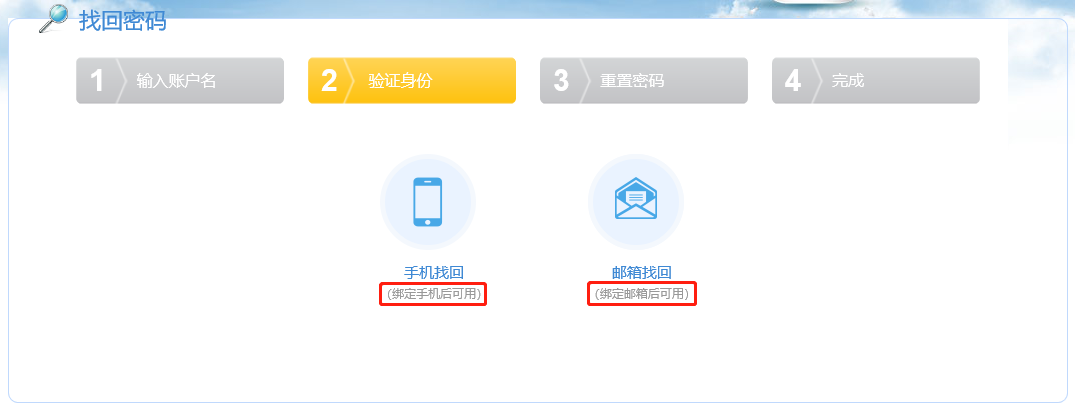 找回密码
1 输入账户名
2 验证身份
3 重置密码
4 完成
手机找回
(绑定手机后可用)
邮箱找回
(绑定邮箱后可用)